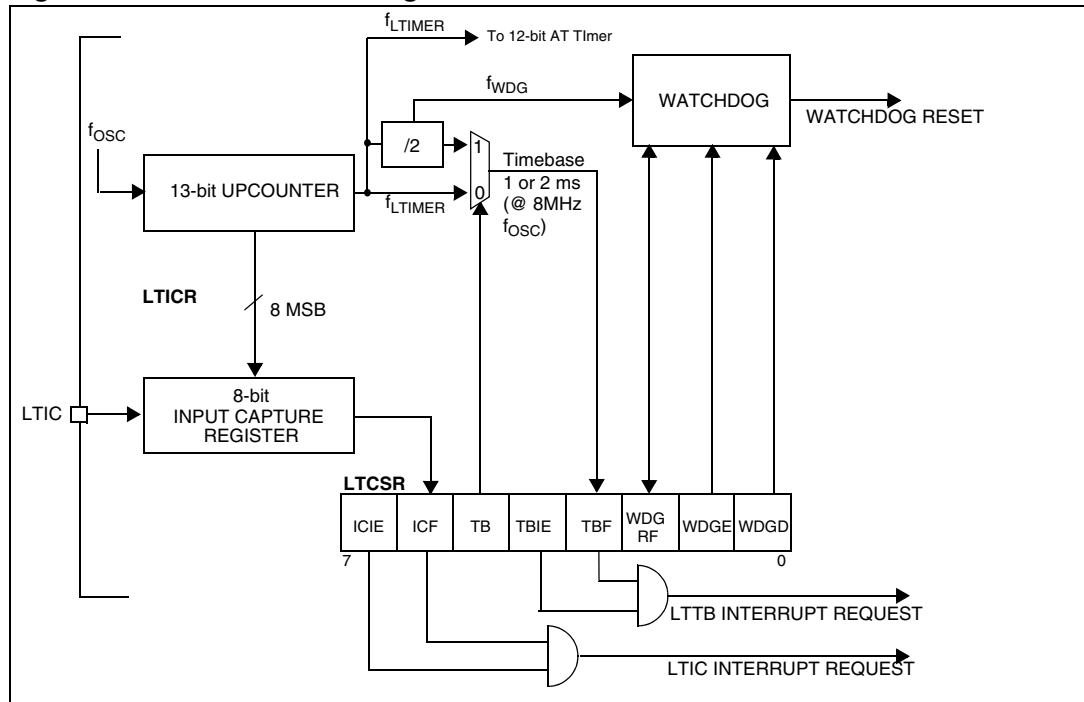 fLTIMER
To 12-bit AT TImer
fWDG
WATCHDOG
WATCHDOG RESET
fOSC
/2
1
Timebase
1 or 2 ms
(@ 8MHz
fOSC)
13-bit UPCOUNTER
0
fLTIMER
LTICR
8 MSB
LTIC
8-bit
INPUT CAPTURE
REGISTER
LTCSR
ICIE ICF TB TBIE TBF WDG RF WDGE WDGD
7 0
LTTB INTERRUPT REQUEST
LTIC INTERRUPT REQUEST